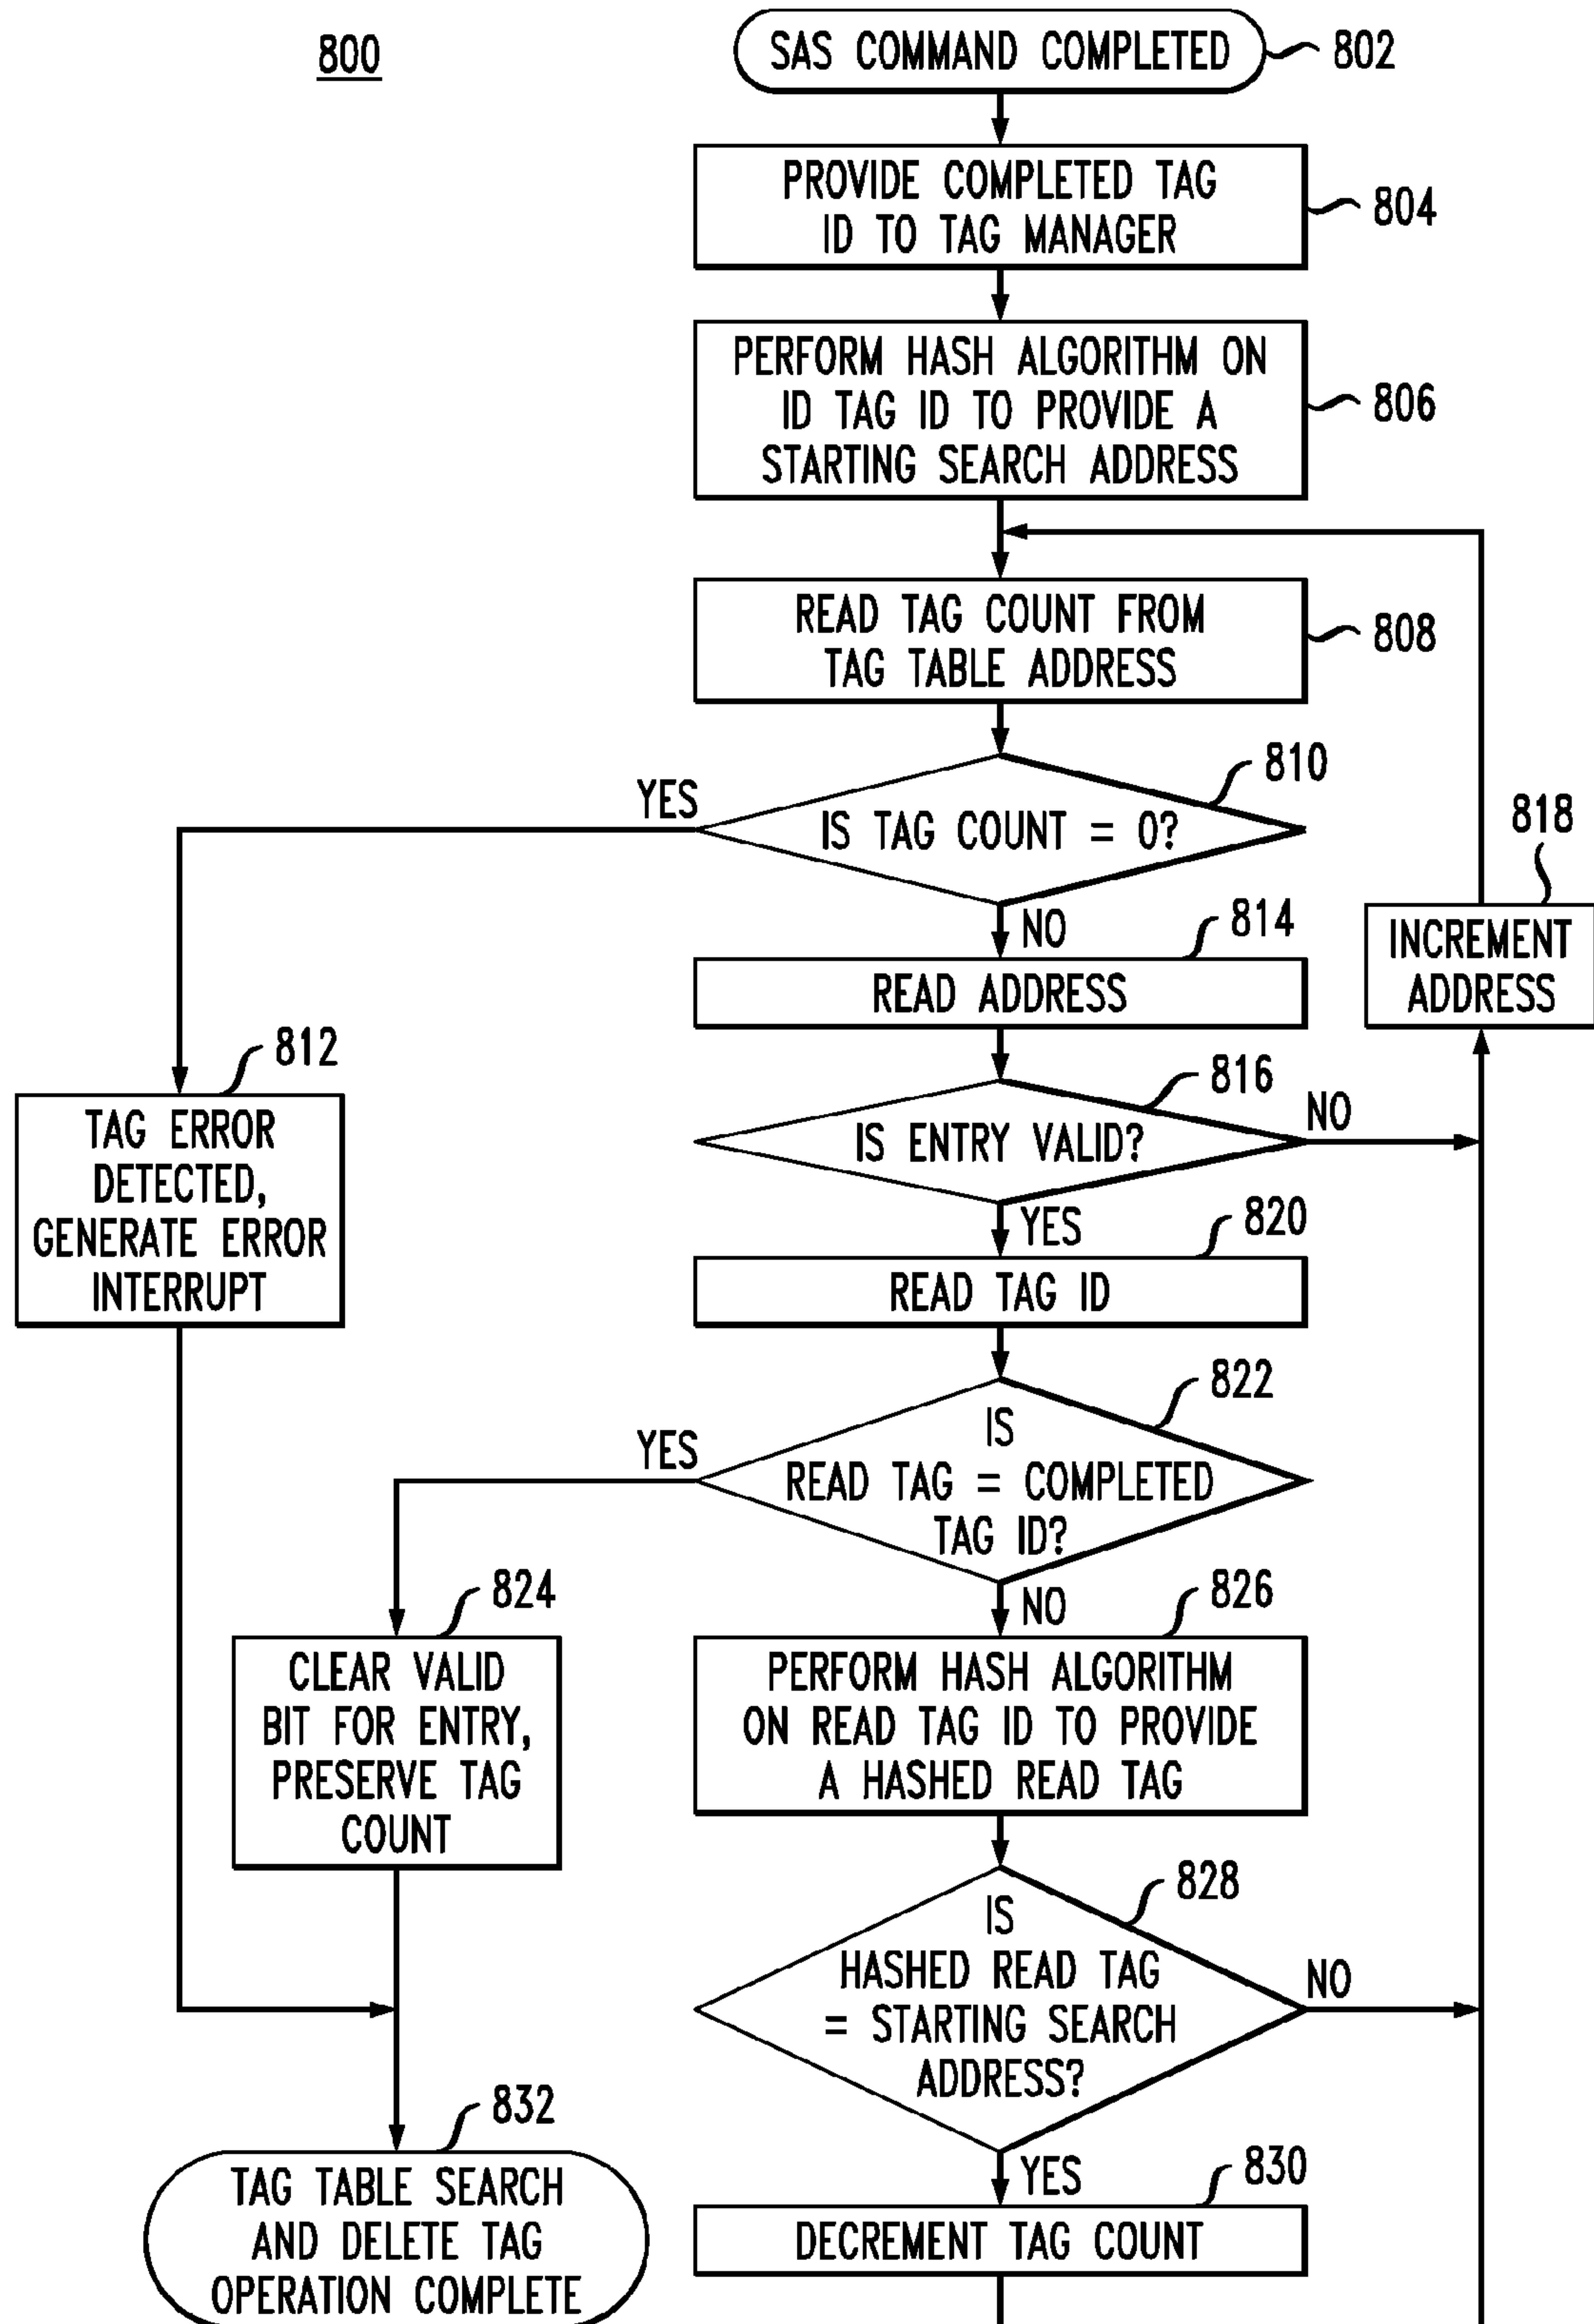 800
SAS COMMAND COMPLETED
802
PROVIDE COMPLETED TAG
ID TO TAG MANAGER
804
PERFORM HASH ALGORITHM ON
ID TAG ID TO PROVIDE A
STARTING SEARCH ADDRESS
806
READ TAG COUNT FROM
TAG TABLE ADDRESS
808
810
YES
IS TAG COUNT = 0?
818
NO
814
INCREMENT
ADDRESS
READ ADDRESS
812
TAG ERROR
DETECTED,
GENERATE ERROR
INTERRUPT
816
IS ENTRY VALID?
NO
YES
820
READ TAG ID
822
YES
IS
READ TAG = COMPLETED
TAG ID?
824
CLEAR VALID
BIT FOR ENTRY,
PRESERVE TAG
COUNT
NO
826
PERFORM HASH ALGORITHM
ON READ TAG ID TO PROVIDE
A HASHED READ TAG
828
IS
HASHED READ TAG
= STARTING SEARCH
ADDRESS?
NO
832
TAG TABLE SEARCH
AND DELETE TAG
OPERATION COMPLETE
YES
830
DECREMENT TAG COUNT